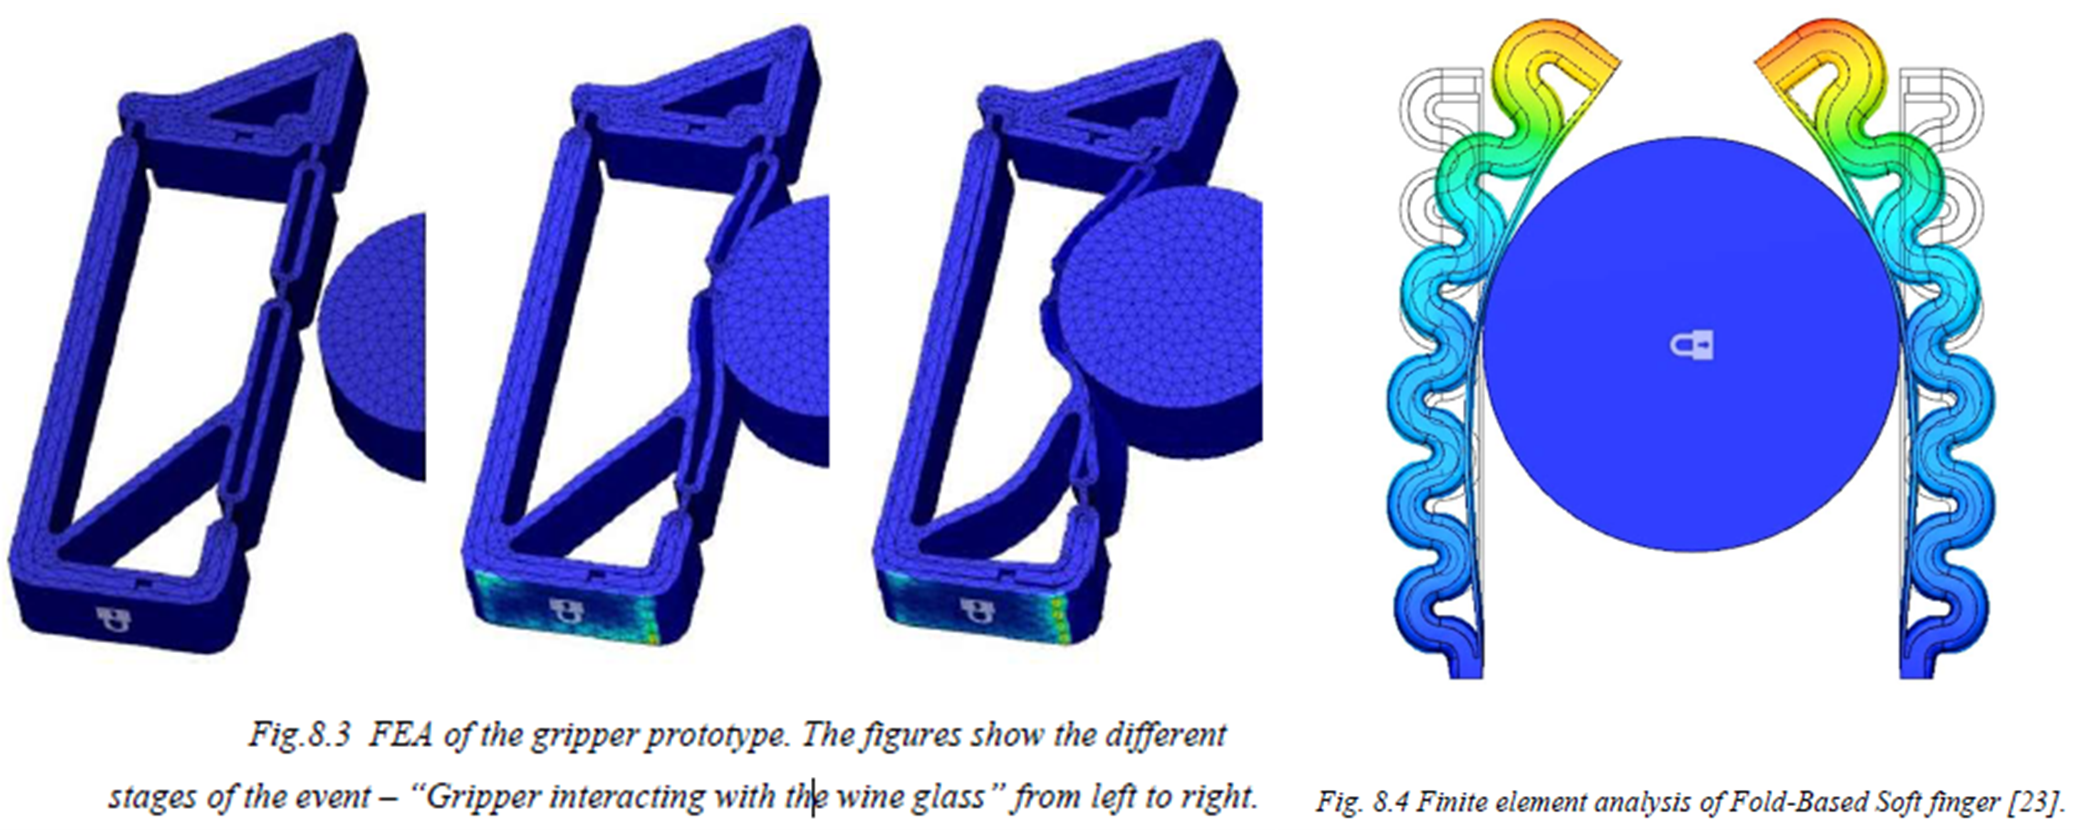 Fig.8.3  FEA of the gripper prototype. The figures show the different
stages of the event – “Gripper interacting with the wine glass” from left to right.
Fig. 8.4 Finite element analysis of Fold-Based Soft finger [23].